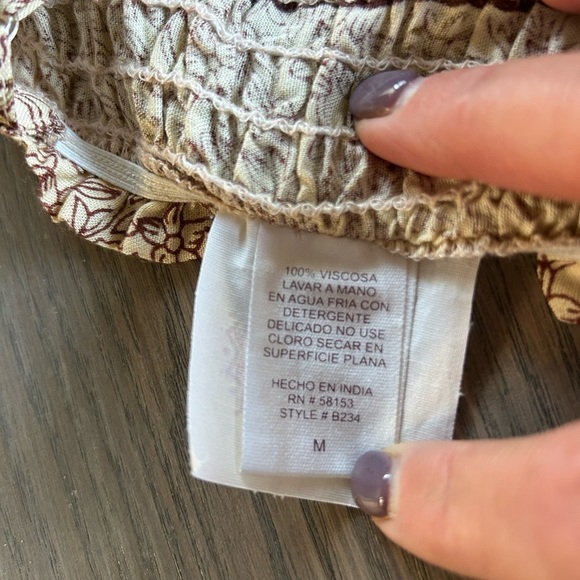 100% VISCOSA
LAVAR A MANO
EN AGUA FRIA CON
DETERGENTE
DELICADO NO USE
CLORO SECAR EN
SUPERFICIE PLANA
HECHO EN INDIA
RN # 58153
STYLE # B234
M